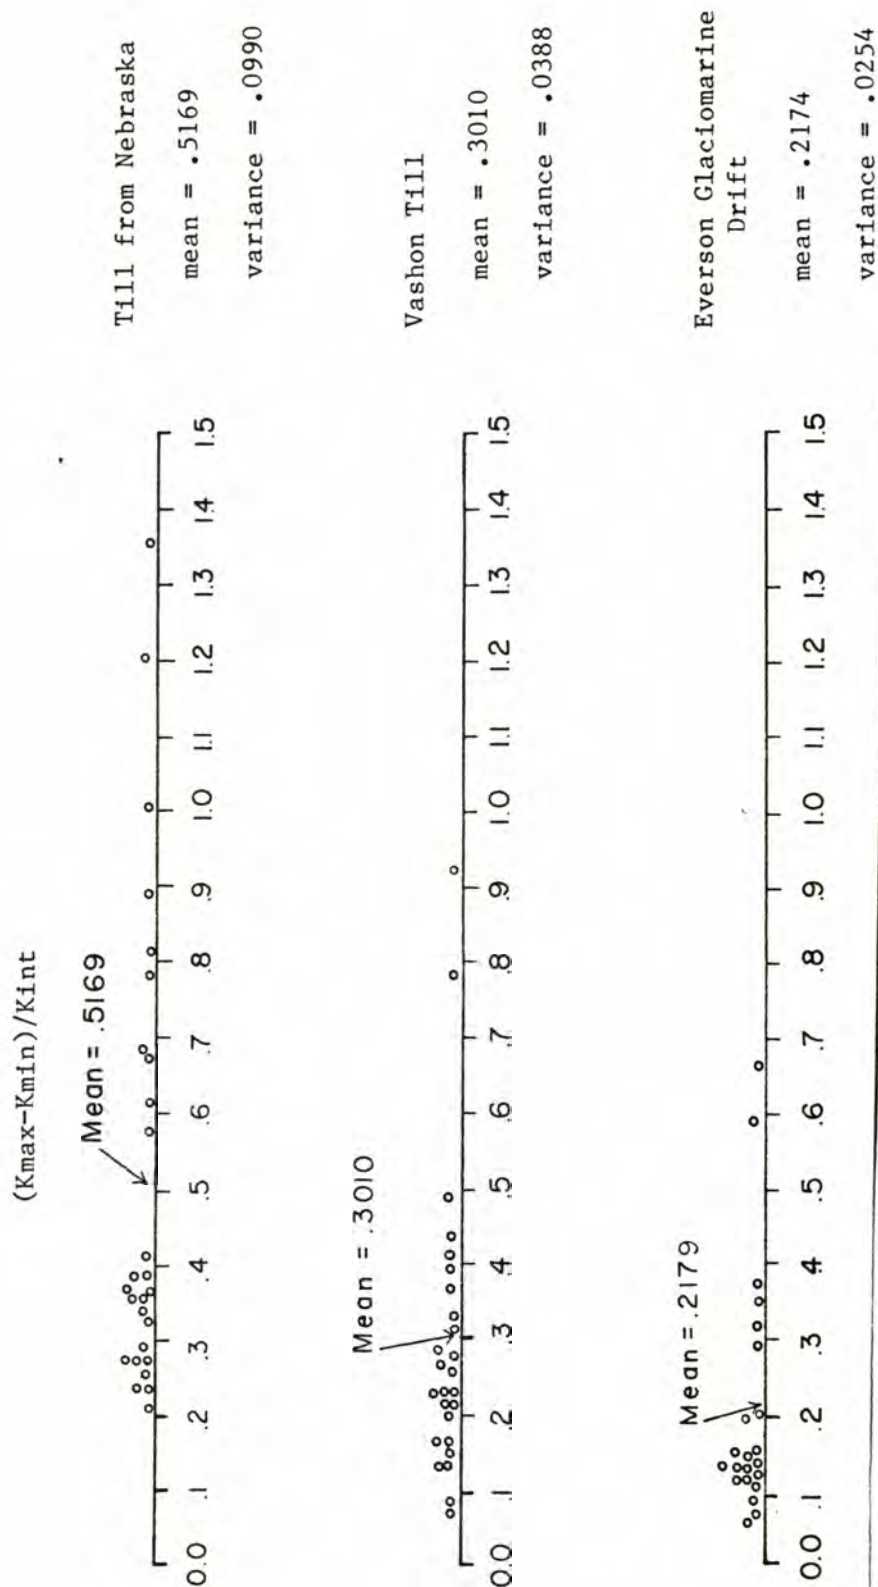 (Kmax-Kmin)/Kint
Mean = .5169
0.0 .1 .2 .3 .4 .5 .6 .7 .8 .9 1.0 1.1 1.2 1.3 1.4 1.5
Till from Nebraska
mean = .5169
variance = .0990
Mean = .3010
0.0 .1 .2 .3 .4 .5 .6 .7 .8 .9 1.0 1.1 1.2 1.3 1.4 1.5
Vashon Till
mean = .3010
variance = .0388
Mean = .2179
0.0 .1 .2 .3 .4 .5 .6 .7 .8 .9 1.0 1.1 1.2 1.3 1.4 1.5
Everson Glaciomarine
Drift
mean = .2174
variance = .0254